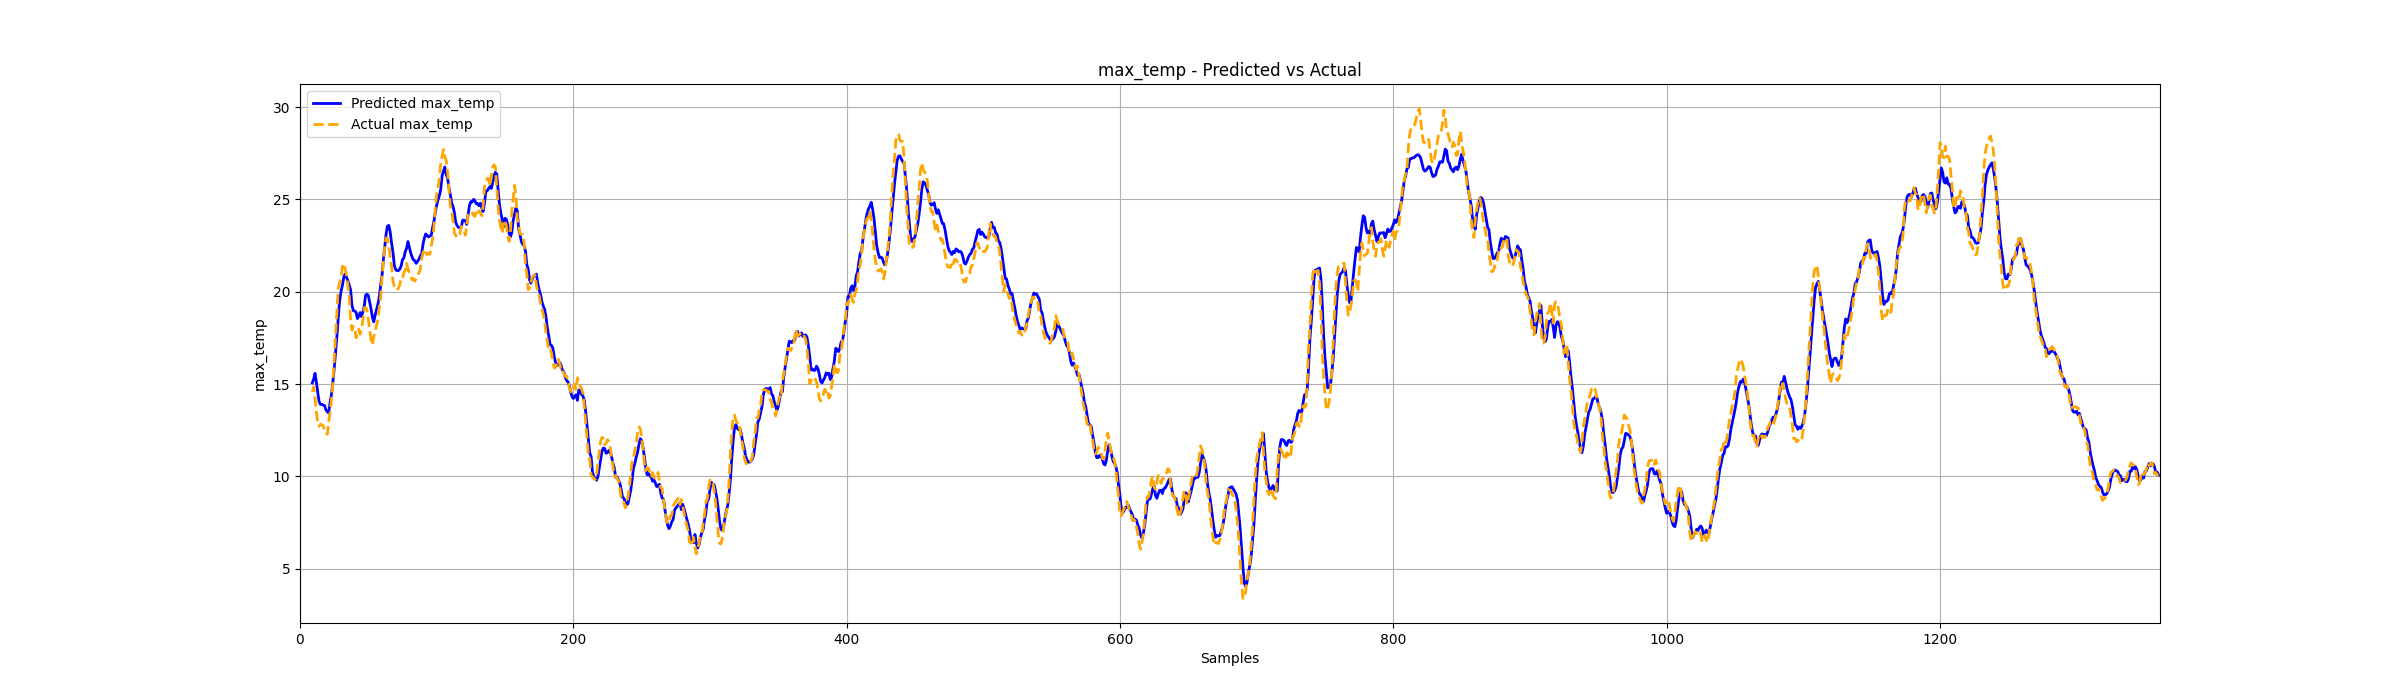 max_temp - Predicted vs Actual
Predicted max_temp
Actual max_temp
30
25
20
15
10
5
max_temp
0 200 400 600 800 1000 1200
Samples